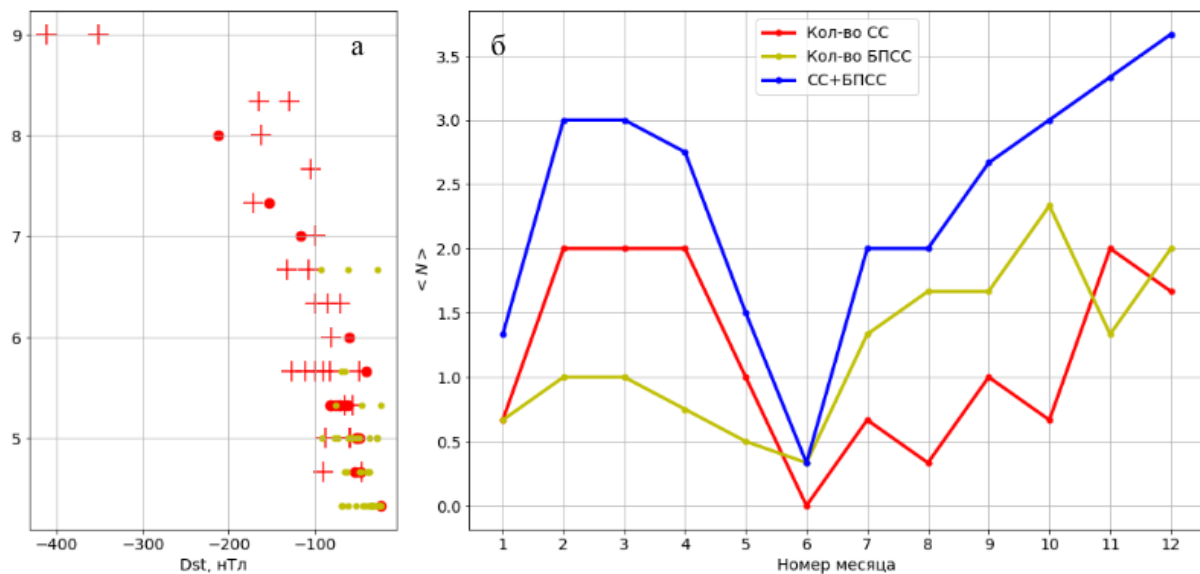 а
9
8
7
6
5
−400
−300
−200
−100
Dst, нТл
б
Кол-во СС
Кол-во БПСС
СС+БПСС
3.5
3.0
2.5
2.0
1.5
1.0
0.5
0.0
< N >
1 2 3 4 5 6 7 8 9 10 11 12
Номер месяца